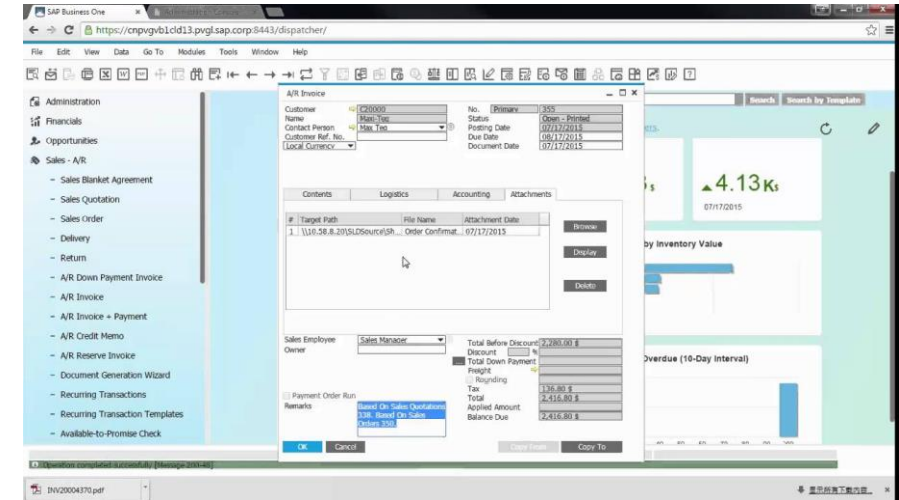 SAP Business One
https://cnpvgvb1cld13.pvgl.sap.corp:8443/dispatcher/
File Edit View Data Go To Modules Tools Window Help
Administration
Financials
Opportunities
Sales - A/R
- Sales Blanket Agreement
- Sales Quotation
- Sales Order
- Delivery
- Return
- A/R Down Payment Invoice
- A/R Invoice
- A/R Invoice + Payment
- A/R Credit Memo
- A/R Reserve Invoice
- Document Generation Wizard
- Recurring Transactions
- Recurring Transaction Templates
- Available-to-Promise Check
A/R Invoice
Customer C20000
Name Maxi-Teq
Contact Person Max Teq
Customer Ref. No.
Local Currency
No. Primary 355
Status Open - Printed
Posting Date 07/17/2015
Due Date 08/17/2015
Document Date 07/17/2015
Contents Logistics Accounting Attachments
# Target Path File Name Attachment Date
1 \\10.58.8.20\SLDSource\Sh... Order Confirmat... 07/17/2015
Browse
Display
Delete
Sales Employee Sales Manager
Owner
Payment Order Run
Remarks Based On Sales Quotations
338. Based On Sales
Orders 350.
Total Before Discount 2,280.00 $
Discount %
Total Down Payment
Freight
Rounding
Tax 136.80 $
Total 2,416.80 $
Applied Amount
Balance Due 2,416.80 $
OK Cancel Copy From Copy To
Search Search by Template
2015.
4.13 K$
07/17/2015
by Inventory Value
Overdue (10-Day Interval)
Operation completed successfully [Message 200-48]
INV20004370.pdf
显示所有下载内容...